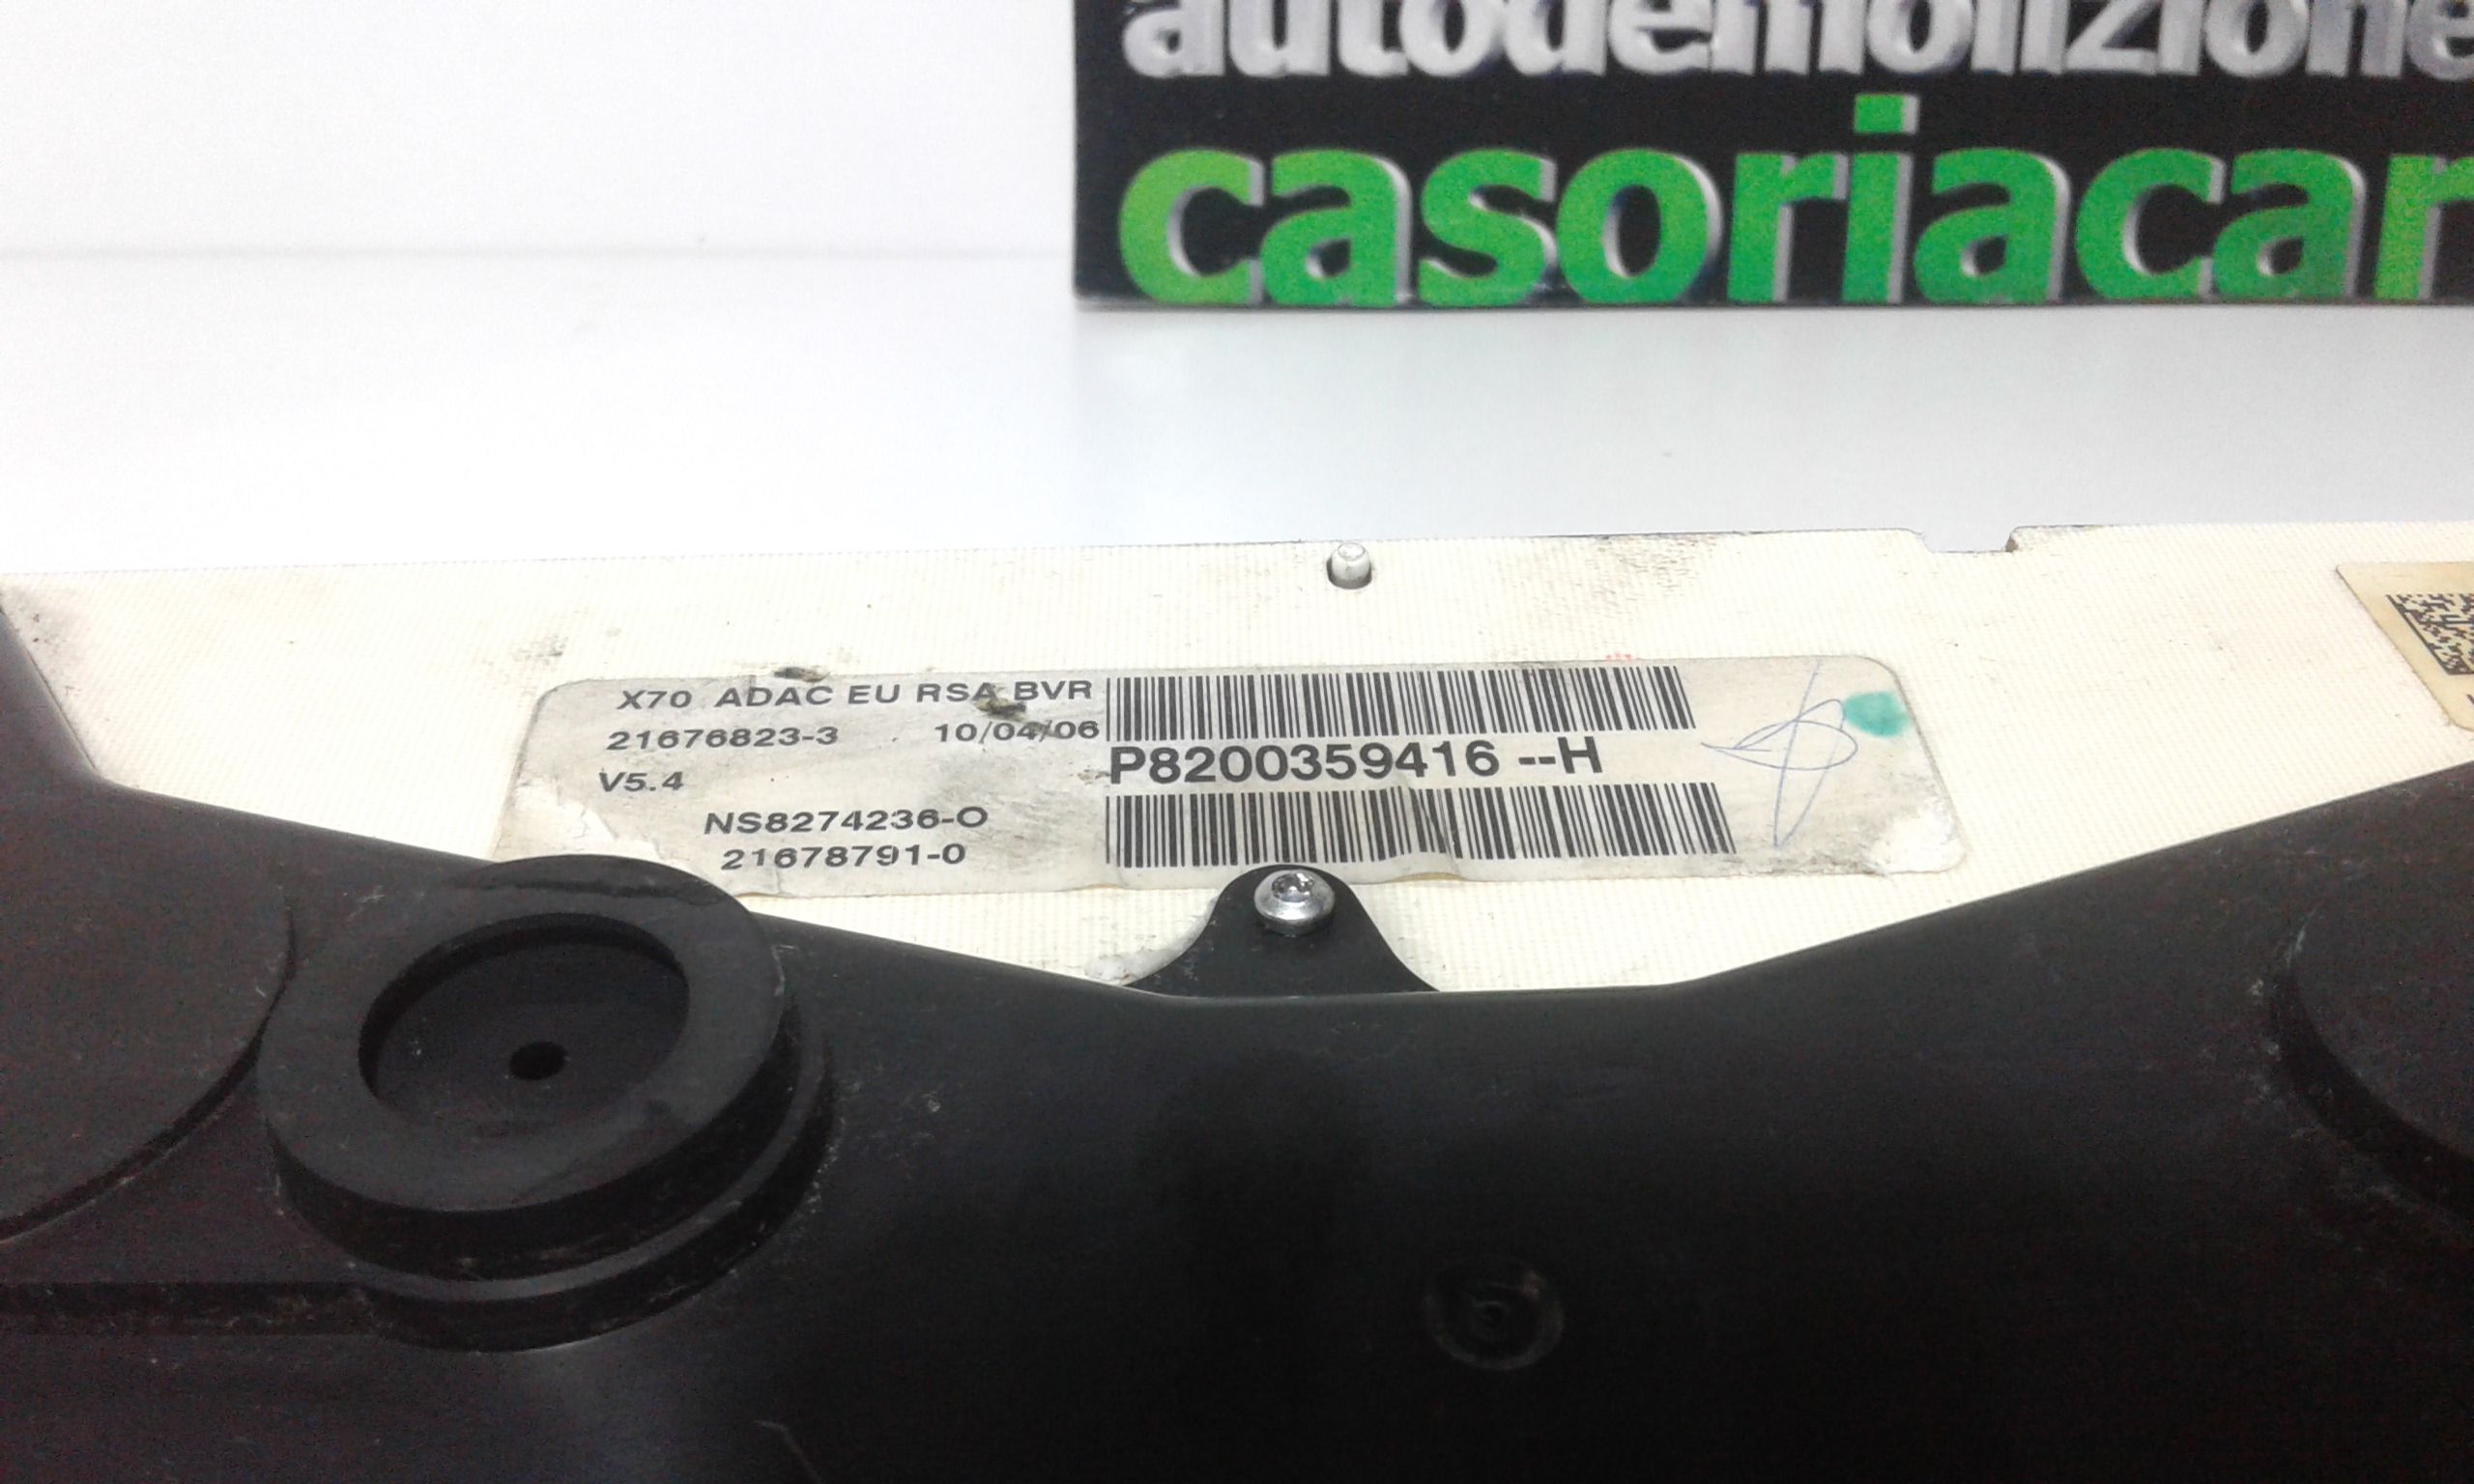 autodemolizione
casoriacar
X70 ADAC EU RSA BVR
21676823-3 10/04/06
V5.4
P8200359416 --H
NS8274236-O
21678791-0